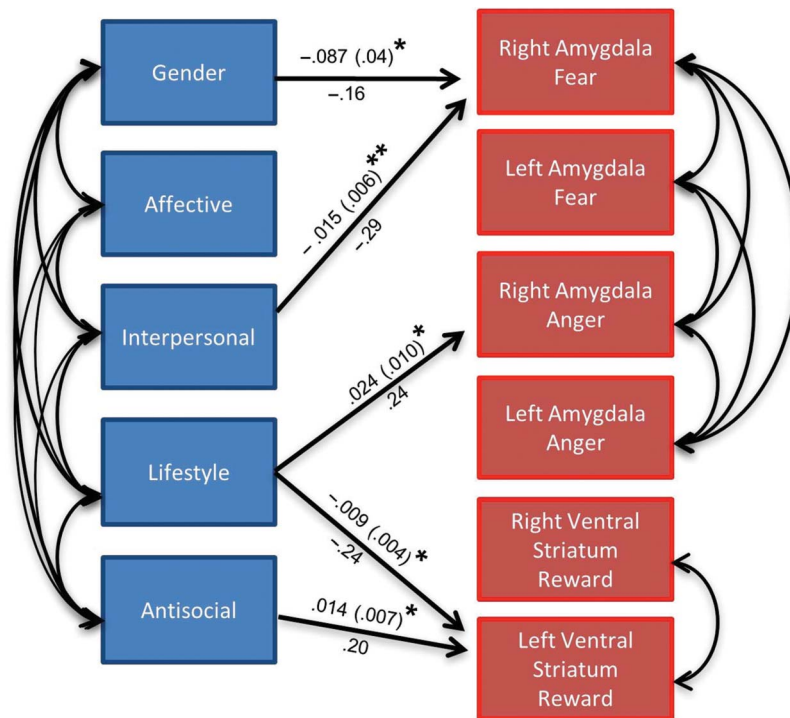 Gender
Affective
Interpersonal
Lifestyle
Antisocial
–.087 (.04)*
–.16
–.015 (.006)**
–.29
.024 (.010)*
.24
–.009 (.004)*
–.24
.014 (.007)*
.20
Right Amygdala
Fear
Left Amygdala
Fear
Right Amygdala
Anger
Left Amygdala
Anger
Right Ventral
Striatum
Reward
Left Ventral
Striatum
Reward